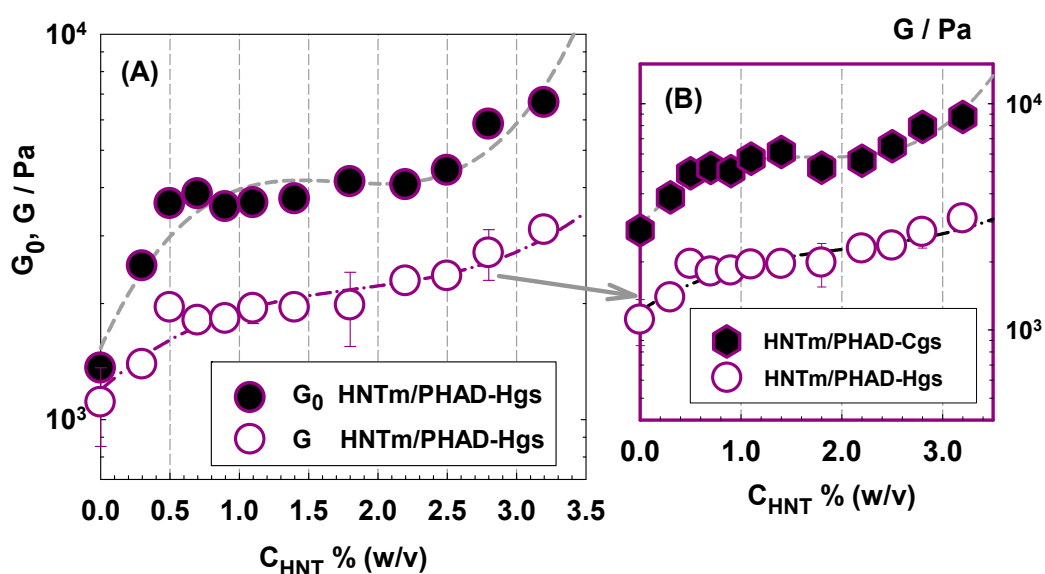 (A)
10⁴
10³
G₀, G / Pa
G₀ HNTm/PHAD-Hgs
G HNTm/PHAD-Hgs
0.0 0.5 1.0 1.5 2.0 2.5 3.0 3.5
C_HNT % (w/v)
G / Pa
(B)
10⁴
10³
HNTm/PHAD-Cgs
HNTm/PHAD-Hgs
0.0 1.0 2.0 3.0
C_HNT % (w/v)